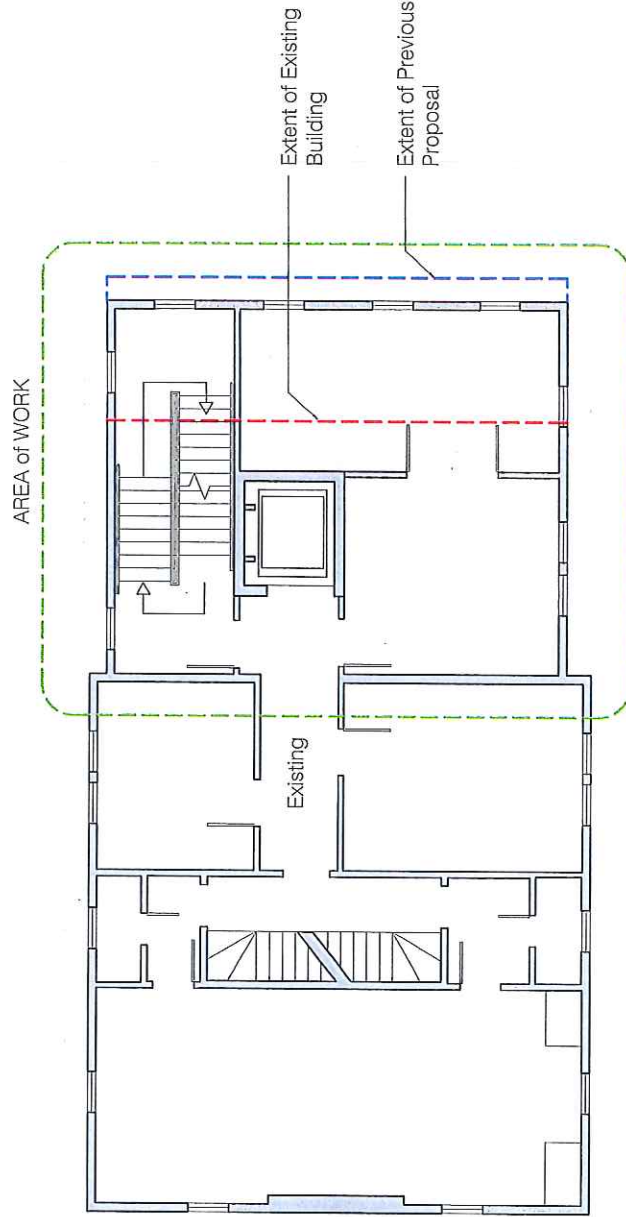 AREA of WORK
Extent of Existing
Building
Extent of Previous
Proposal
Existing